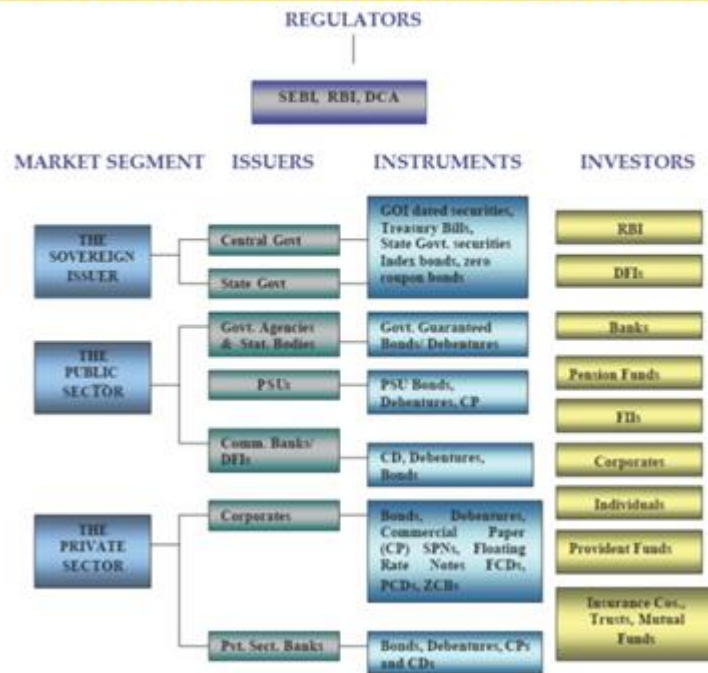 REGULATORS
SEBI, RBI, DCA
MARKET SEGMENT
ISSUERS
INSTRUMENTS
INVESTORS
THE
SOVEREIGN
ISSUER
Central Govt
State Govt
GOI dated securities,
Treasury Bills,
State Govt. securities
Index bonds, zero
coupon bonds
THE
PUBLIC
SECTOR
Govt. Agencies
& Stat. Bodies
Govt. Guaranteed
Bonds/ Debentures
PSUs
PSU Bonds,
Debentures, CP
Comm. Banks/
DFIs
CD, Debentures,
Bonds
THE
PRIVATE
SECTOR
Corporates
Bonds, Debentures,
Commercial Paper
(CP) SPNs, Floating
Rate Notes FCDs,
PCDs, ZCBs
Pvt. Sect. Banks
Bonds, Debentures, CPs
and CDs
RBI
DFIs
Banks
Pension Funds
FIIs
Corporates
Individuals
Provident Funds
Insurance Cos.,
Trusts, Mutual
Funds